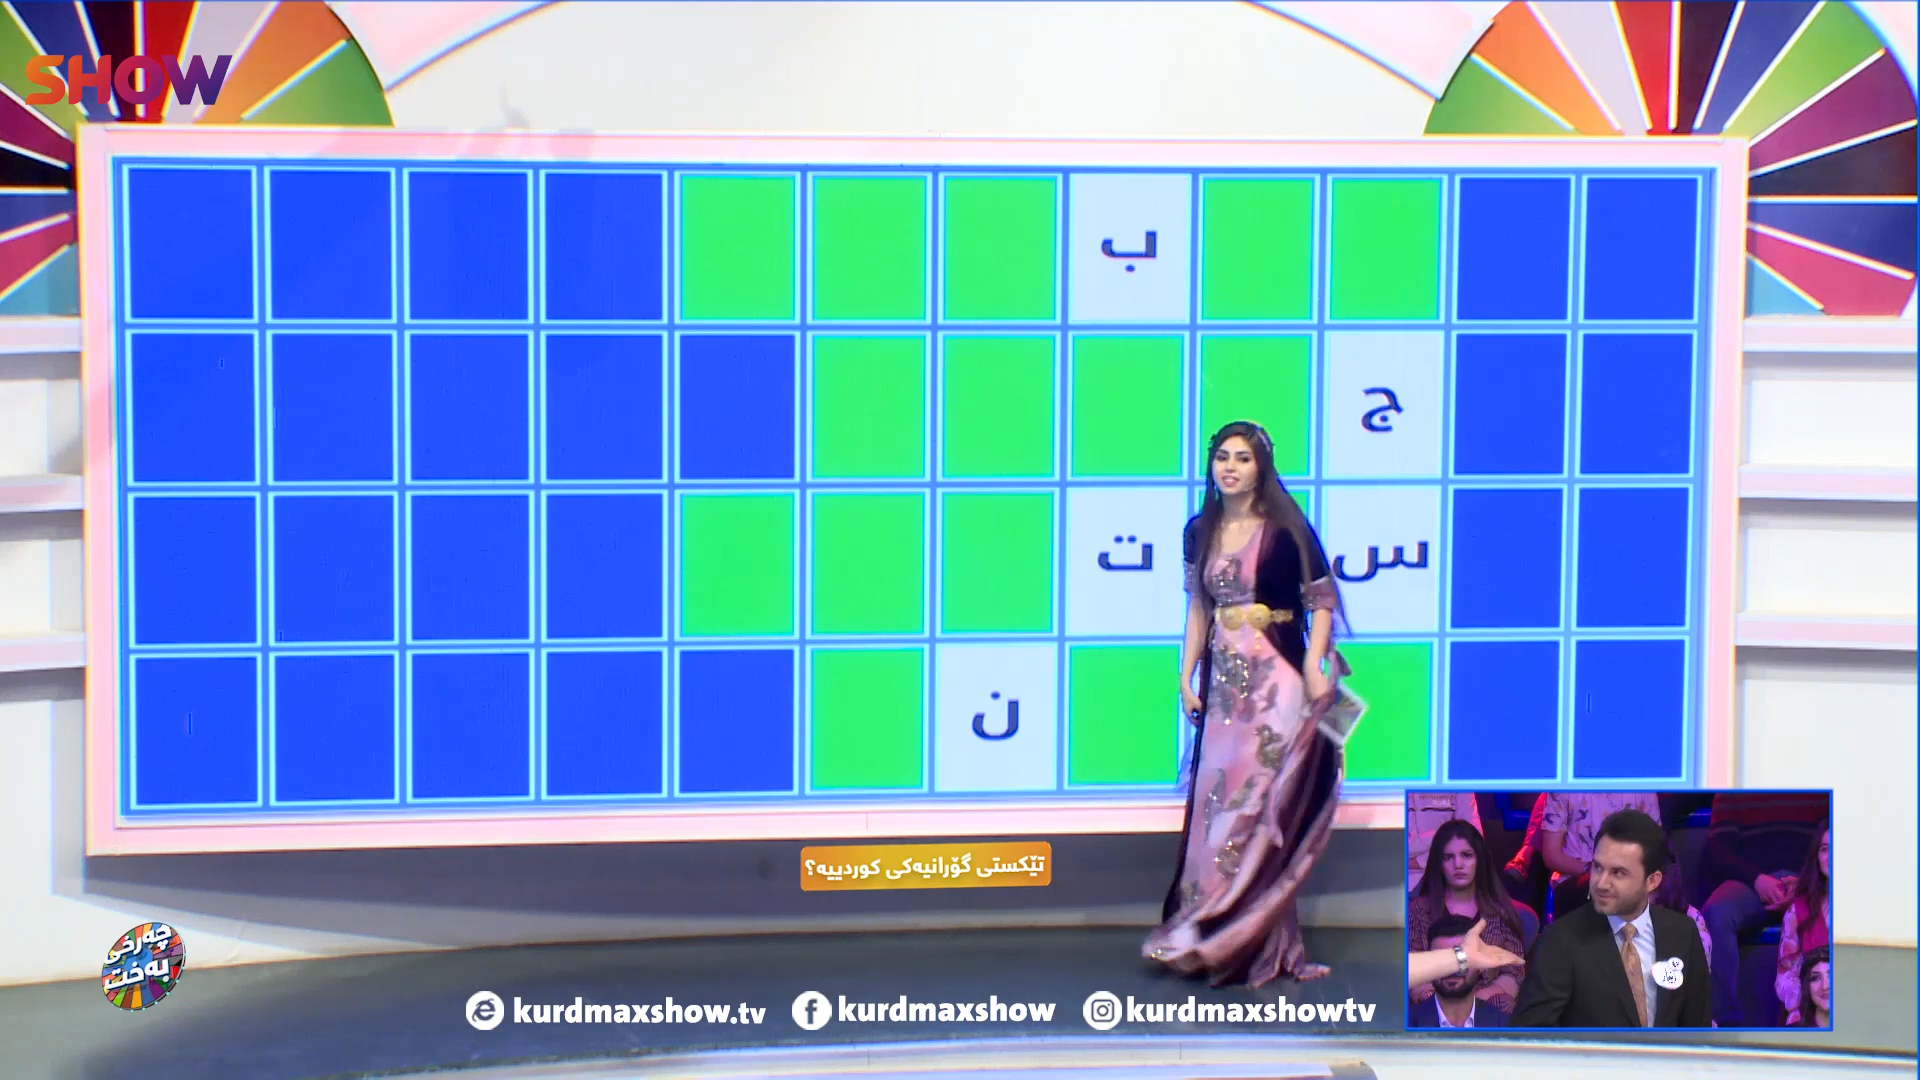 SHOW
ب
ج
س ت
ن
تێکستی گۆرانیەکی کوردییە؟
چەرخی
بەخت
kurdmaxshow.tv
kurdmaxshow
kurdmaxshowtv